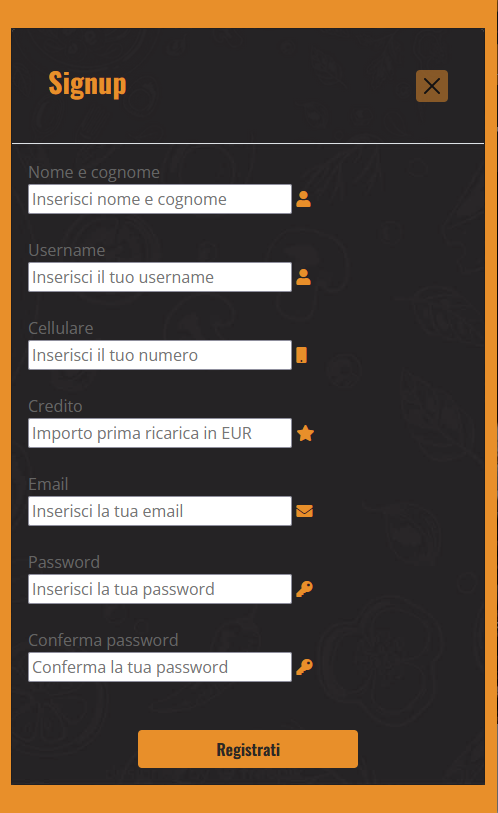 Signup
Nome e cognome
Inserisci nome e cognome
Username
Inserisci il tuo username
Cellulare
Inserisci il tuo numero
Credito
Importo prima ricarica in EUR
Email
Inserisci la tua email
Password
Inserisci la tua password
Conferma password
Conferma la tua password
Registrati